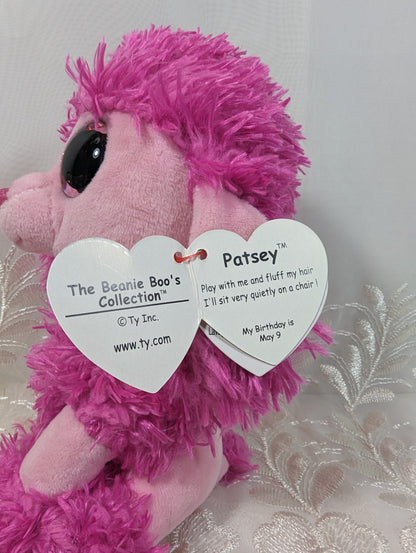 The Beanie Boo's
Collection™
© Ty Inc.
www.ty.com
Patsey™
Play with me and fluff my hair
I'll sit very quietly on a chair !
My Birthday is
May 9